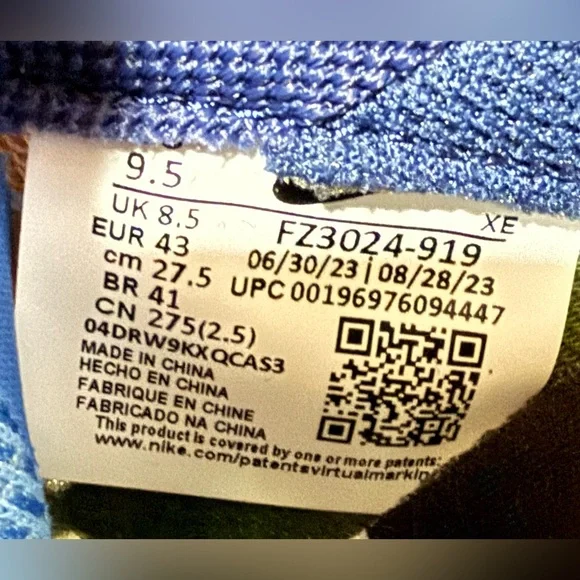 9.5
XE
UK 8.5
FZ3024-919
EUR 43
06/30/23 | 08/28/23
cm 27.5
UPC 00196976094447
BR 41
CN 275(2.5)
04DRW9KXQCAS3
MADE IN CHINA
HECHO EN CHINA
FABRIQUE EN CHINE
FABRICADO NA CHINA
This product is covered by one or more patents:
www.nike.com/patentsvirtualmarkin